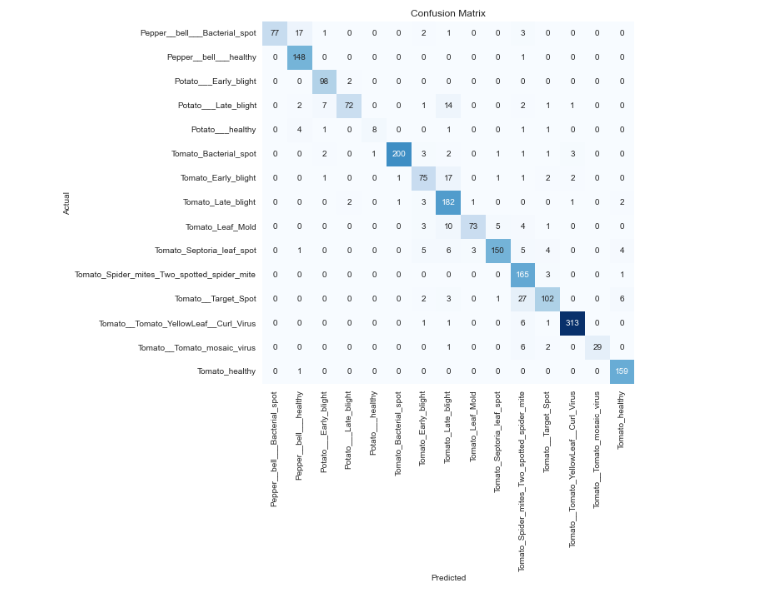 Confusion Matrix
Pepper__bell___Bacterial_spot 77 17 1 0 0 0 2 1 0 0 3 0 0 0 0
Pepper__bell___healthy 0 148 0 0 0 0 0 0 0 0 1 0 0 0 0
Potato___Early_blight 0 0 98 2 0 0 0 0 0 0 0 0 0 0 0
Potato___Late_blight 0 2 7 72 0 0 1 14 0 0 2 1 1 0 0
Potato___healthy 0 4 1 0 8 0 0 1 0 0 1 1 0 0 0
Tomato_Bacterial_spot 0 0 2 0 1 200 3 2 0 1 1 1 3 0 0
Tomato_Early_blight 0 0 1 0 0 1 75 17 0 1 1 2 2 0 0
Tomato_Late_blight 0 0 0 2 0 1 3 182 1 0 0 0 1 0 2
Tomato_Leaf_Mold 0 0 0 0 0 0 3 10 73 5 4 1 0 0 0
Tomato_Septoria_leaf_spot 0 1 0 0 0 0 5 6 3 150 5 4 0 0 4
Tomato_Spider_mites_Two_spotted_spider_mite 0 0 0 0 0 0 0 0 0 0 165 3 0 0 1
Tomato__Target_Spot 0 0 0 0 0 0 2 3 0 1 27 102 0 0 6
Tomato__Tomato_YellowLeaf__Curl_Virus 0 0 0 0 0 0 1 1 0 0 6 1 313 0 0
Tomato__Tomato_mosaic_virus 0 0 0 0 0 0 0 1 0 0 6 2 0 29 0
Tomato_healthy 0 1 0 0 0 0 0 0 0 0 0 0 0 0 159
Actual
Pepper__bell___Bacterial_spot
Pepper__bell___healthy
Potato___Early_blight
Potato___Late_blight
Potato___healthy
Tomato_Bacterial_spot
Tomato_Early_blight
Tomato_Late_blight
Tomato_Leaf_Mold
Tomato_Septoria_leaf_spot
Tomato_Spider_mites_Two_spotted_spider_mite
Tomato__Target_Spot
Tomato__Tomato_YellowLeaf__Curl_Virus
Tomato__Tomato_mosaic_virus
Tomato_healthy
Predicted